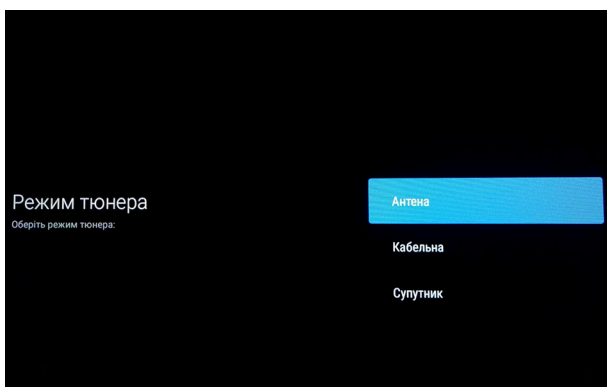 Режим тюнера
Оберіть режим тюнера:
Антена
Кабельна
Супутник